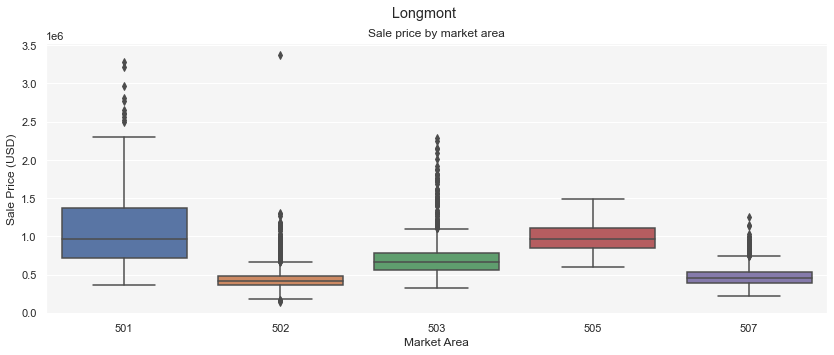 Longmont
Sale price by market area
1e6
3.5
3.0
2.5
2.0
1.5
1.0
0.5
0.0
Sale Price (USD)
501 502 503 505 507
Market Area